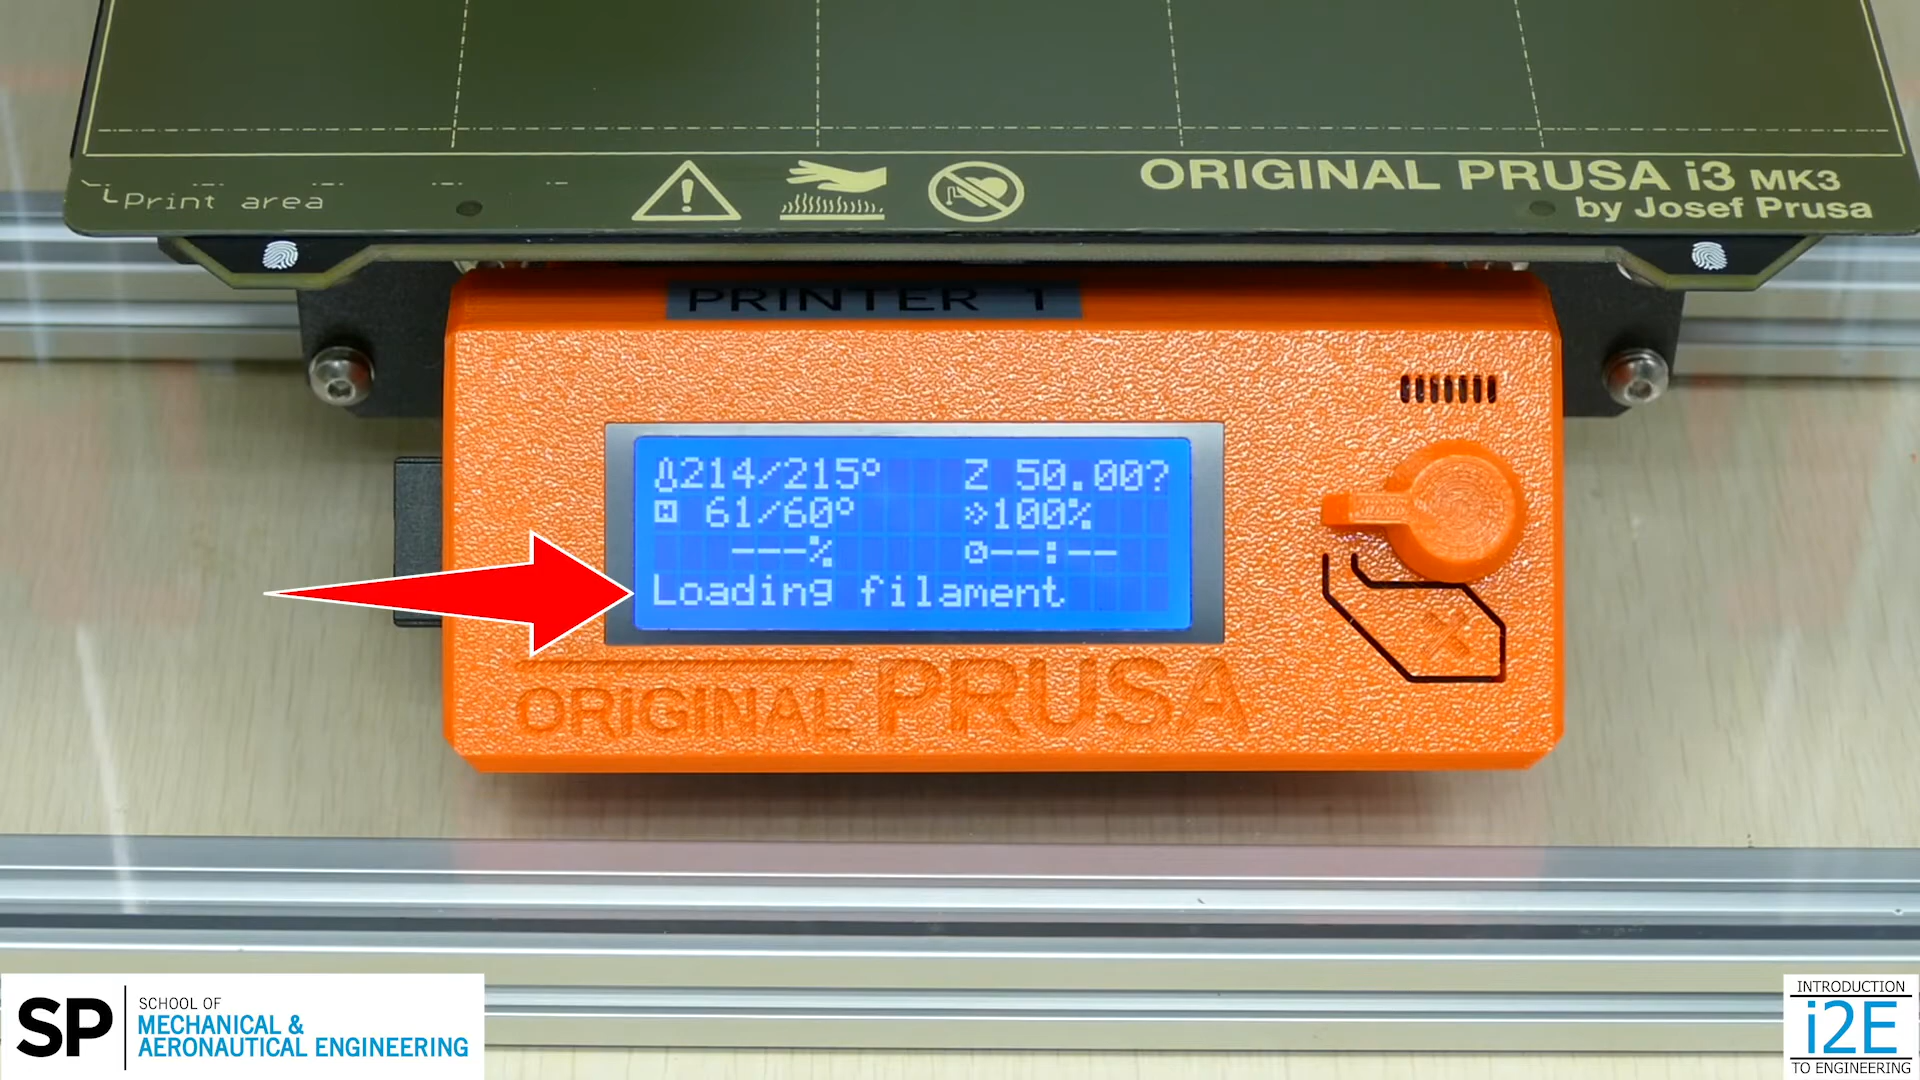 Print area
ORIGINAL PRUSA i3 MK3
by Josef Prusa
PRINTER 1
214/215° Z 50.00?
61/60° 100%
---% --:--
Loading filament
ORIGINAL PRUSA
SP
SCHOOL OF
MECHANICAL &
AERONAUTICAL ENGINEERING
INTRODUCTION
i2E
TO ENGINEERING